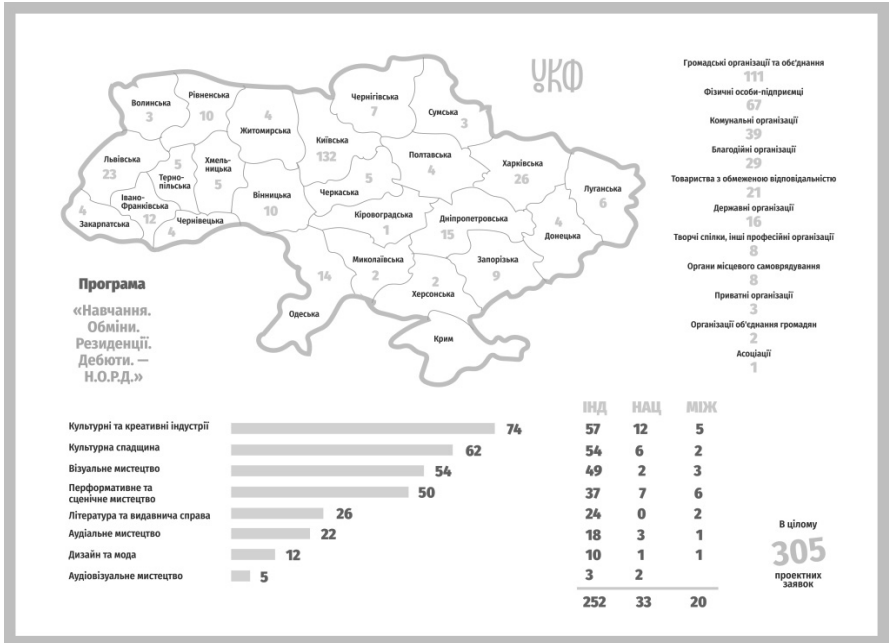 УКФ
Волинська
3
Рівненська
10
4
Житомирська
Київська
132
Чернігівська
7
Сумська
3
Львівська
23
5
Терно-
пільська
Хмель-
ницька
5
Вінницька
10
5
Черкаська
Полтавська
4
Харківська
26
Луганська
6
Івано-
Франківська
12
4
Закарпатська
Чернівецька
4
Кіровоградська
1
Дніпропетровська
15
4
Донецька
14
Одеська
Миколаївська
2
2
Херсонська
Запорізька
9
Крим
Громадські організації та обє'днання
111
Фізичні особи-підприємці
67
Комунальні організації
39
Благодійні організації
29
Товариства з обмеженою відповідальністю
21
Державні організації
16
Творчі спілки, інші професійні організації
8
Органи місцевого самоврядування
8
Приватні організації
3
Організації об'єднання громадян
2
Асоціації
1
Програма
«Навчання.
Обміни.
Резиденції.
Дебюти. —
Н.О.Р.Д.»
ІНД НАЦ МІЖ
Культурні та креативні індустрії 74 57 12 5
Культурна спадщина 62 54 6 2
Візуальне мистецтво 54 49 2 3
Перформативне та
сценічне мистецтво 50 37 7 6
Література та видавнича справа 26 24 0 2
Аудіальне мистецтво 22 18 3 1
Дизайн та мода 12 10 1 1
Аудіовізуальне мистецтво 5 3 2
252 33 20
В цілому
305
проектних
заявок